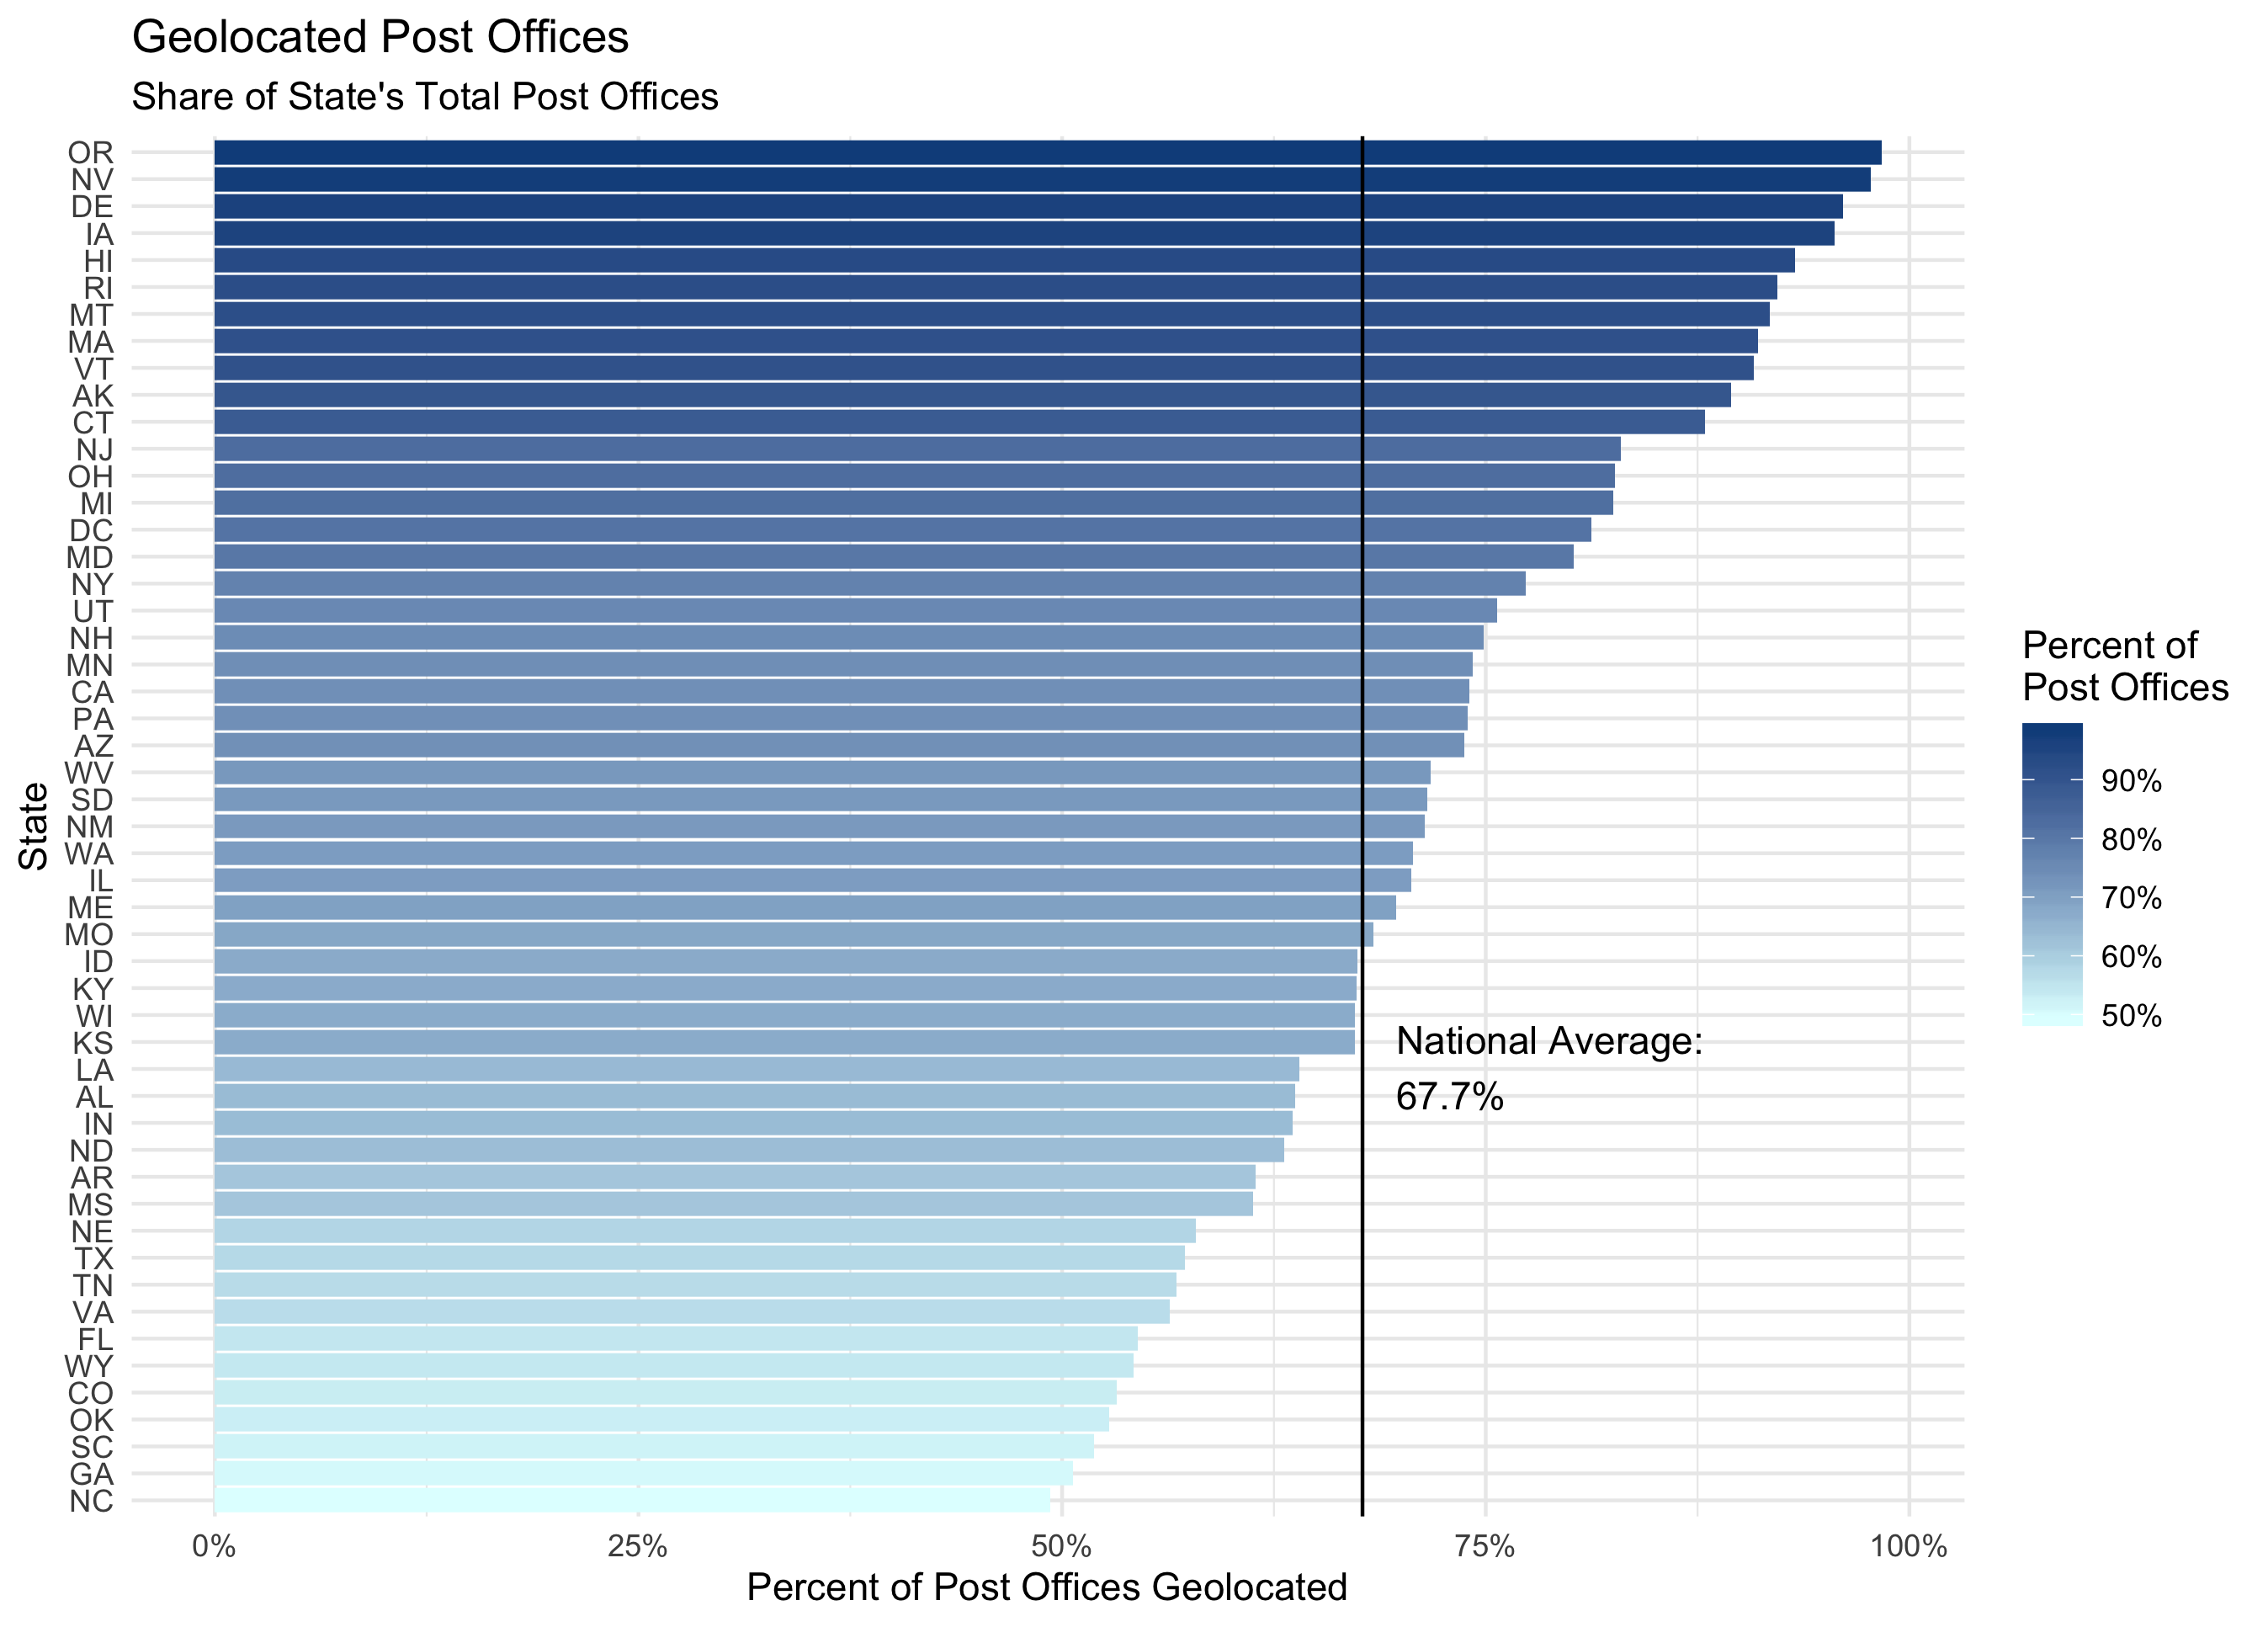 Geolocated Post Offices
Share of State's Total Post Offices
OR
NV
DE
IA
HI
RI
MT
MA
VT
AK
CT
NJ
OH
MI
DC
MD
NY
UT
NH
MN
CA
PA
AZ
WV
SD
NM
WA
IL
ME
MO
ID
KY
WI
KS
LA
AL
IN
ND
AR
MS
NE
TX
TN
VA
FL
WY
CO
OK
SC
GA
NC
State
National Average:
67.7%
0%
25%
50%
75%
100%
Percent of Post Offices Geolocated
Percent of
Post Offices
90%
80%
70%
60%
50%